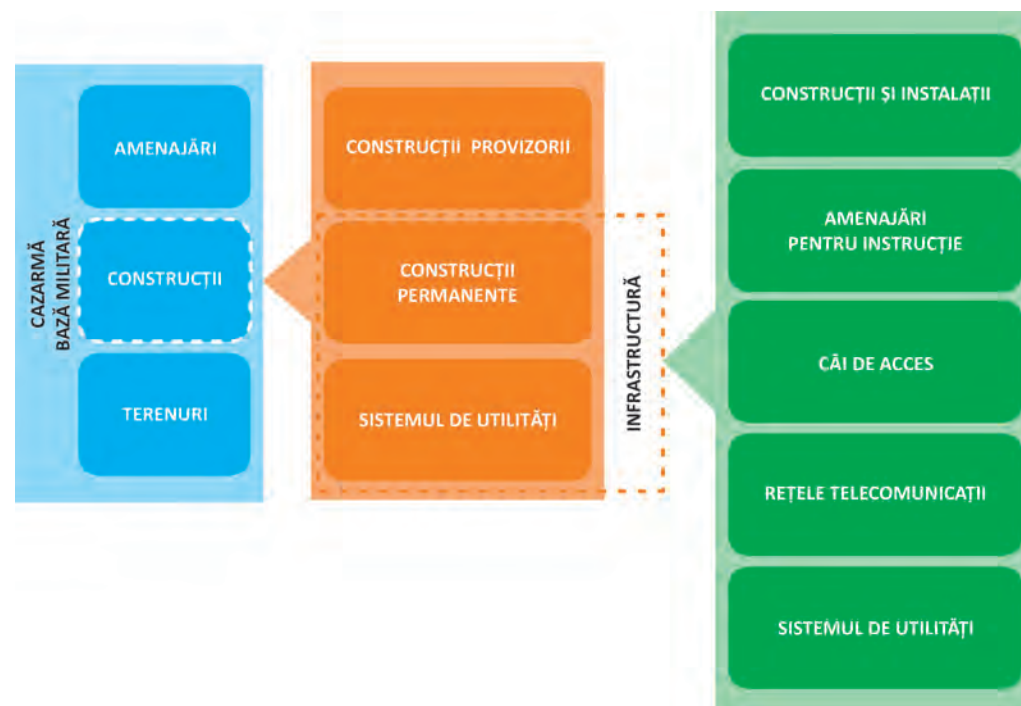 CAZARMĂ
BAZĂ MILITARĂ
AMENAJĂRI
CONSTRUCȚII
TERENURI
CONSTRUCȚII PROVIZORII
CONSTRUCȚII
PERMANENTE
SISTEMUL DE UTILITĂȚI
INFRASTRUCTURĂ
CONSTRUCȚII ȘI INSTALAȚII
AMENAJĂRI
PENTRU INSTRUCȚIE
CĂI DE ACCES
REȚELE TELECOMUNICAȚII
SISTEMUL DE UTILITĂȚI